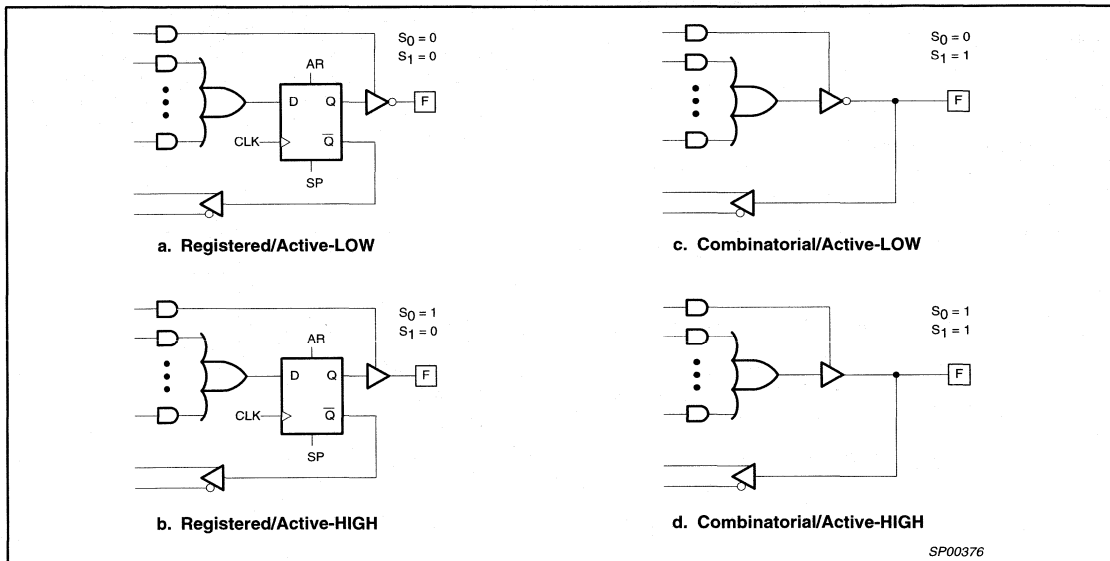 S0 = 0
S1 = 0
AR
D Q
F
CLK
Q̅
SP
a. Registered/Active-LOW
S0 = 0
S1 = 1
F
c. Combinatorial/Active-LOW
S0 = 1
S1 = 0
AR
D Q
F
CLK
Q̅
SP
b. Registered/Active-HIGH
S0 = 1
S1 = 1
F
d. Combinatorial/Active-HIGH
SP00376